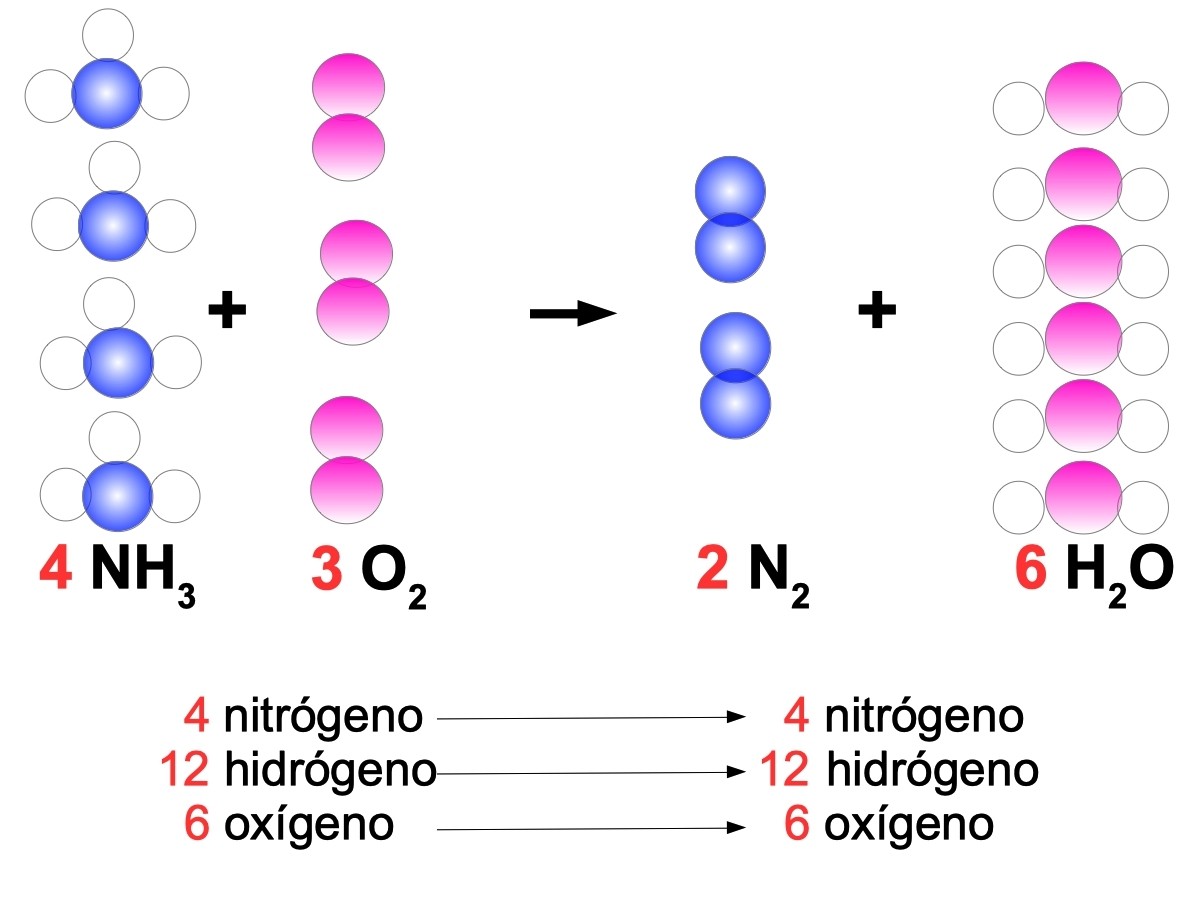 + → +
4 NH₃ 3 O₂ 2 N₂ 6 H₂O
4 nitrógeno → 4 nitrógeno
12 hidrógeno → 12 hidrógeno
6 oxígeno → 6 oxígeno